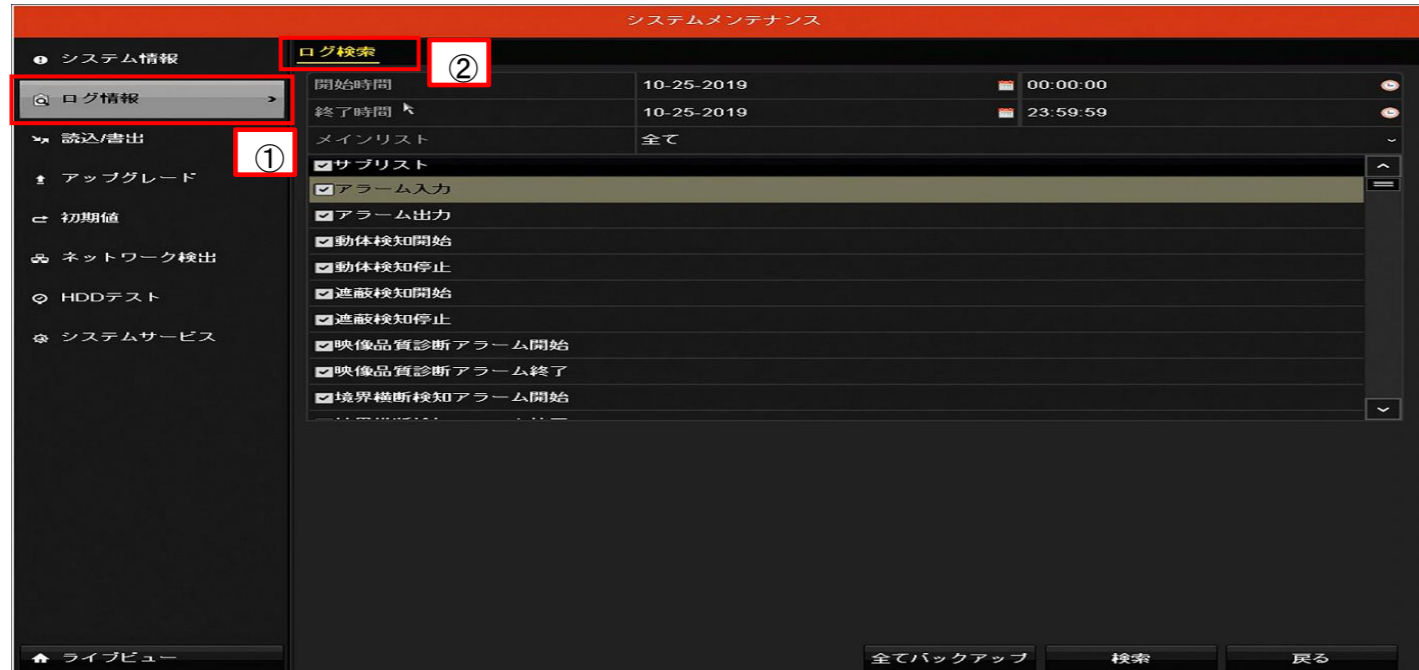 システムメンテナンス
システム情報
ログ情報
読込/書出
アップグレード
初期値
ネットワーク検出
HDDテスト
システムサービス
ライブビュー
①
ログ検索
②
開始時間 10-25-2019 00:00:00
終了時間 10-25-2019 23:59:59
メインリスト 全て
サブリスト
アラーム入力
アラーム出力
動体検知開始
動体検知停止
遮蔽検知開始
遮蔽検知停止
映像品質診断アラーム開始
映像品質診断アラーム終了
境界横断検知アラーム開始
全てバックアップ 検索 戻る